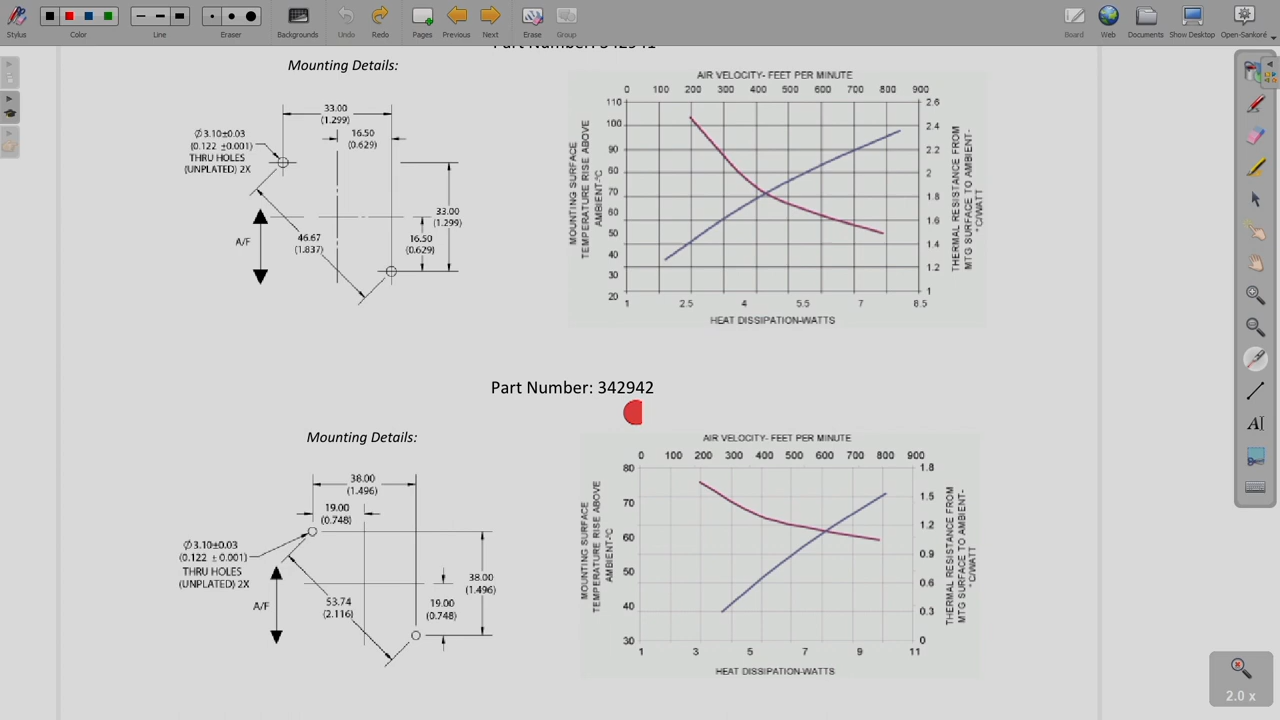 Stylus
Color
Line
Eraser
Backgrounds
Undo
Redo
Pages
Previous
Next
Erase
Group
Board
Web
Documents
Show Desktop
Open-Sankoré
Part Number: 342941
Mounting Details:
33.00
(1.299)
16.50
(0.629)
Ø3.10±0.03
(0.122 ±0.001)
THRU HOLES
(UNPLATED) 2X
A/F
46.67
(1.837)
33.00
(1.299)
16.50
(0.629)
AIR VELOCITY- FEET PER MINUTE
0 100 200 300 400 500 600 700 800 900
MOUNTING SURFACE
TEMPERATURE RISE ABOVE
AMBIENT-°C
110
100
90
80
70
60
50
40
30
20
2.6
2.4
2.2
2
1.8
1.6
1.4
1.2
1
THERMAL RESISTANCE FROM
MTG SURFACE TO AMBIENT-
°C/WATT
1 2.5 4 5.5 7 8.5
HEAT DISSIPATION-WATTS
Part Number: 342942
Mounting Details:
38.00
(1.496)
19.00
(0.748)
Ø3.10±0.03
(0.122 ± 0.001)
THRU HOLES
(UNPLATED) 2X
A/F
53.74
(2.116)
38.00
(1.496)
19.00
(0.748)
AIR VELOCITY- FEET PER MINUTE
0 100 200 300 400 500 600 700 800 900
MOUNTING SURFACE
TEMPERATURE RISE ABOVE
AMBIENT-°C
80
70
60
50
40
30
1.8
1.5
1.2
0.9
0.6
0.3
0
THERMAL RESISTANCE FROM
MTG SURFACE TO AMBIENT-
°C/WATT
1 3 5 7 9 11
HEAT DISSIPATION-WATTS
AI
2.0 x